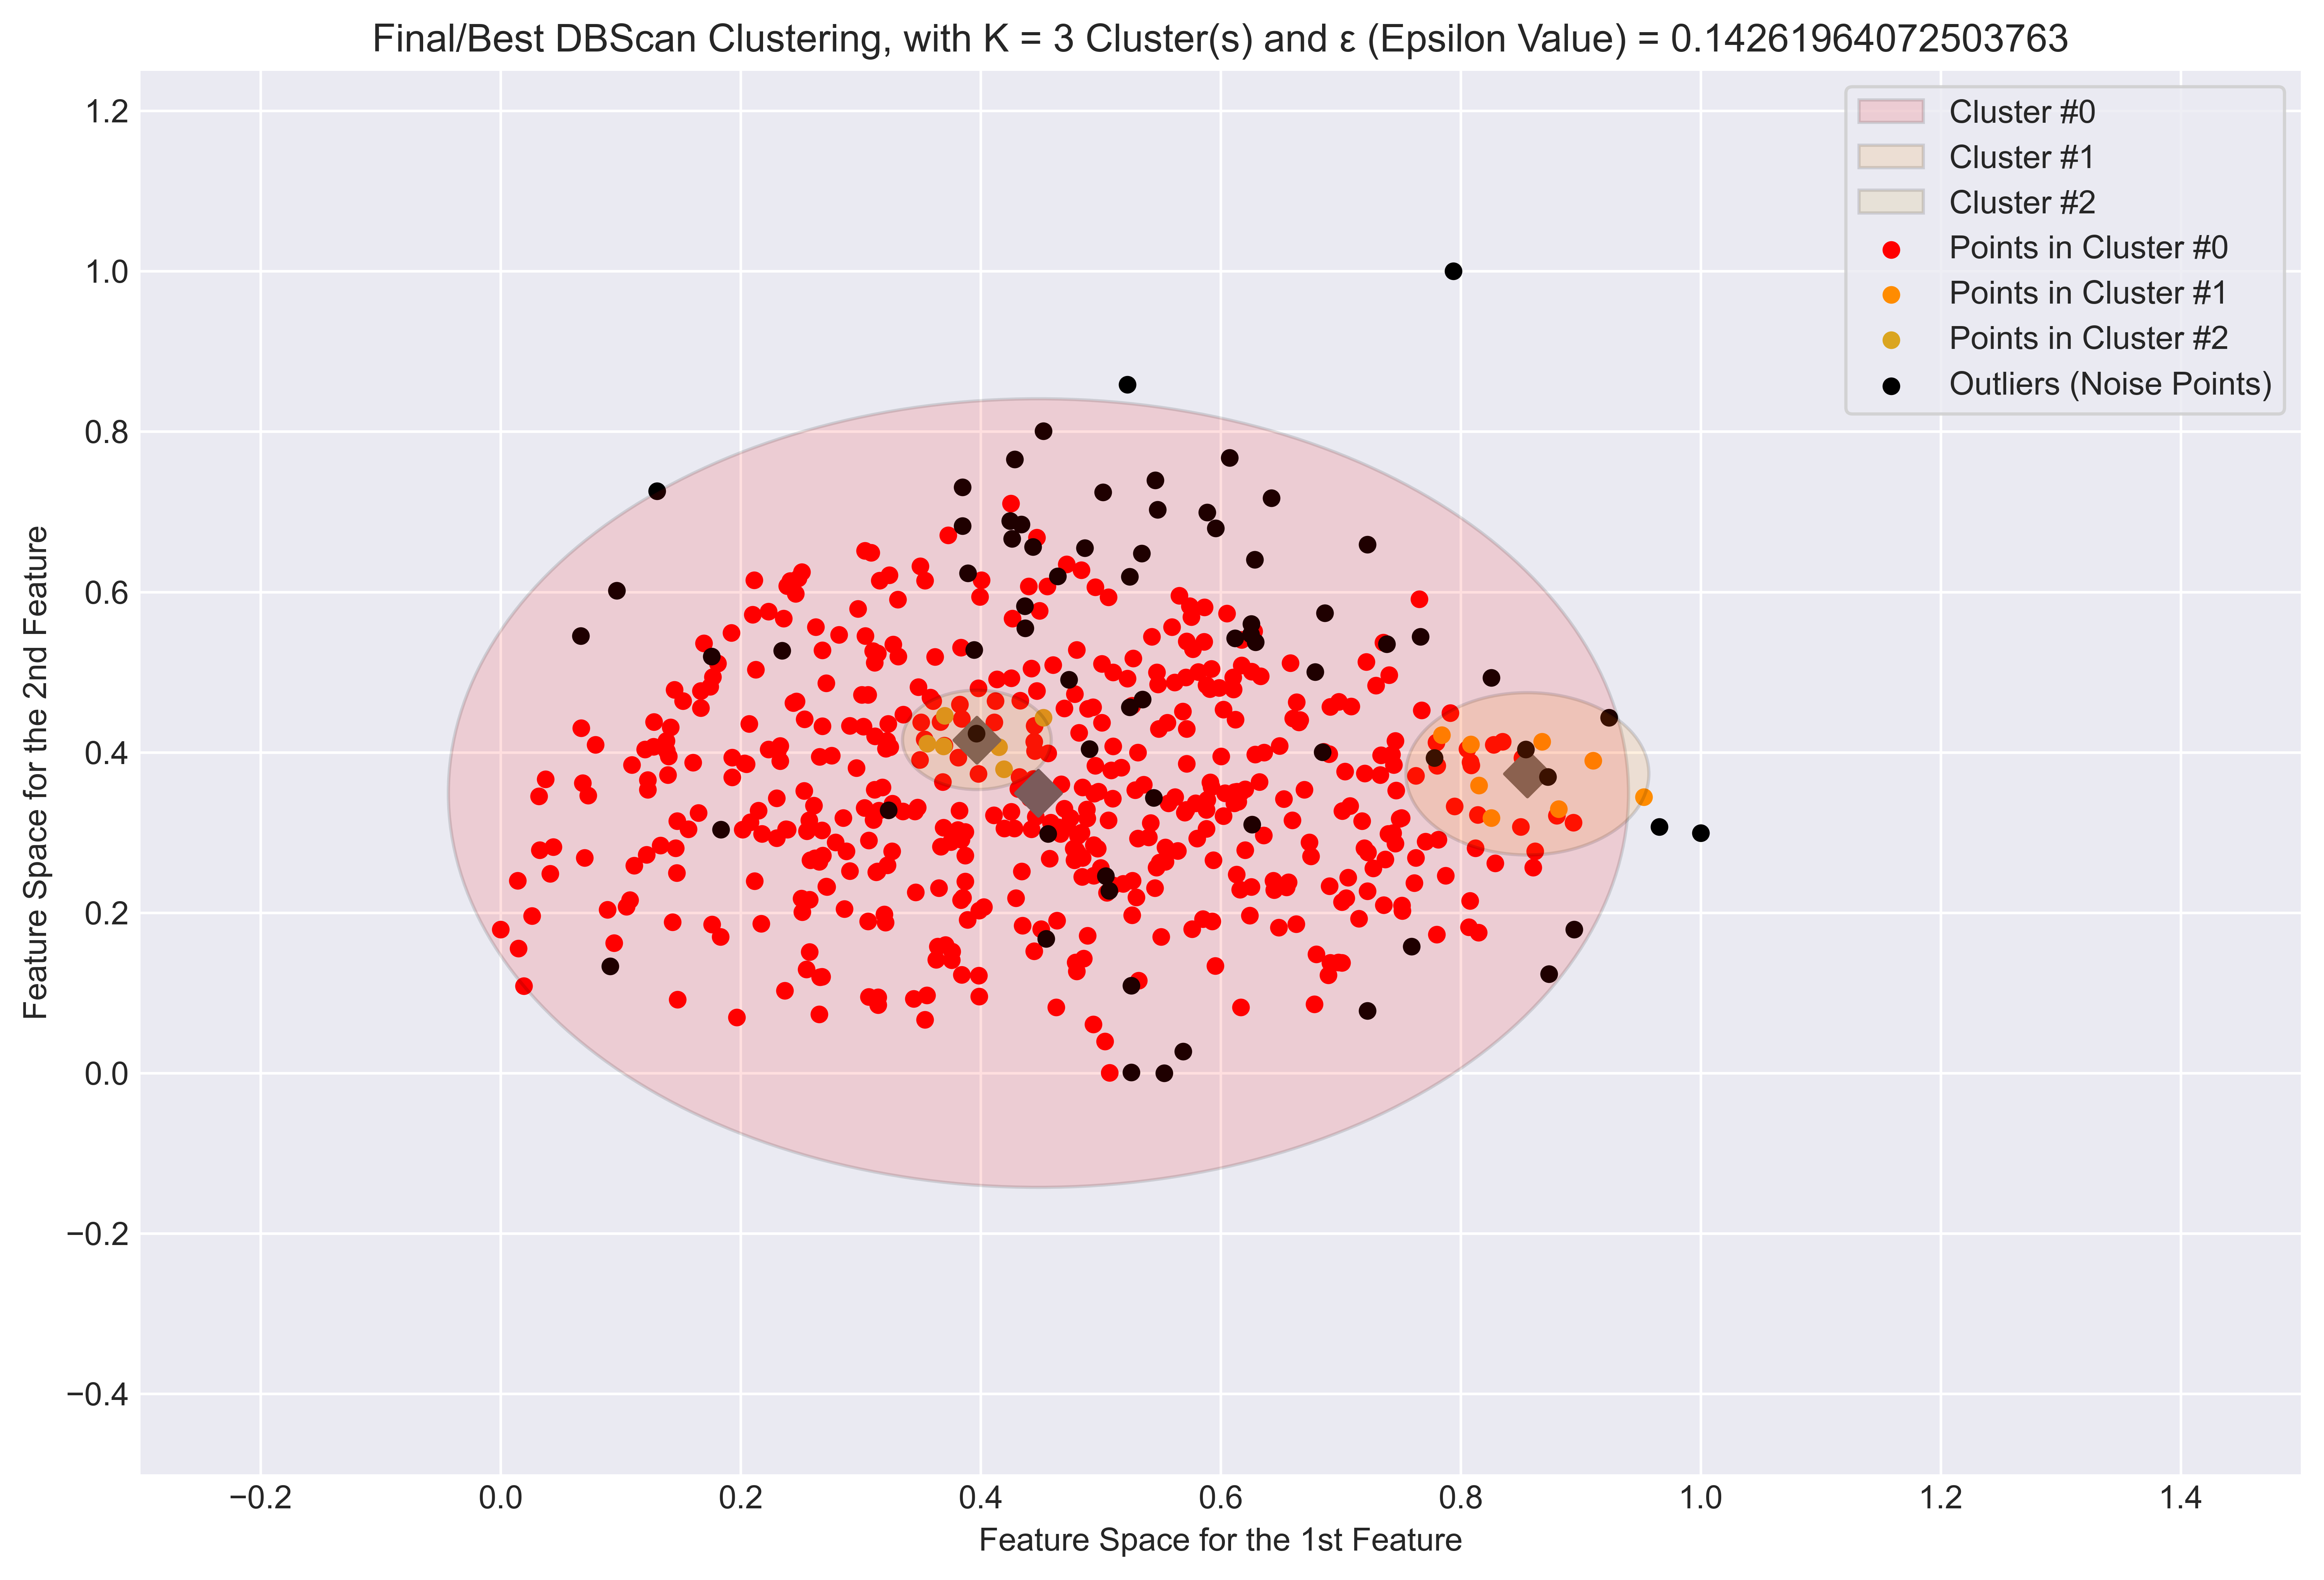 Final/Best DBScan Clustering, with K = 3 Cluster(s) and ε (Epsilon Value) = 0.14261964072503763
Cluster #0
Cluster #1
Cluster #2
Points in Cluster #0
Points in Cluster #1
Points in Cluster #2
Outliers (Noise Points)
Feature Space for the 2nd Feature
1.2
1.0
0.8
0.6
0.4
0.2
0.0
−0.2
−0.4
−0.2 0.0 0.2 0.4 0.6 0.8 1.0 1.2 1.4
Feature Space for the 1st Feature